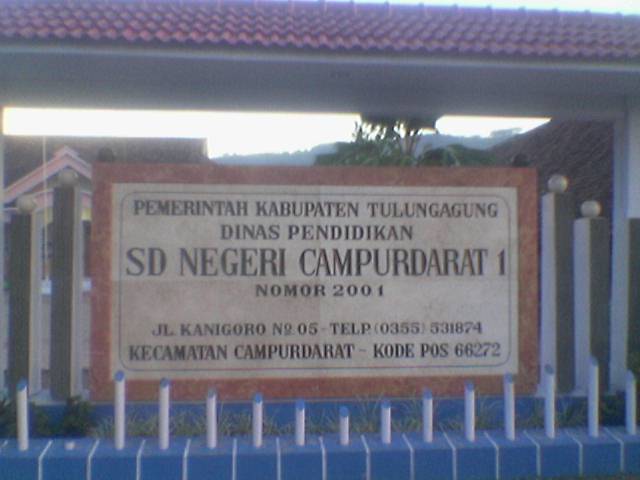 PEMERINTAH KABUPATEN TULUNGAGUNG
DINAS PENDIDIKAN
SD NEGERI CAMPURDARAT 1
NOMOR 2001
JL. KANIGORO No. 05 - TELP. (0355) 531874
KECAMATAN CAMPURDARAT - KODE POS 66272